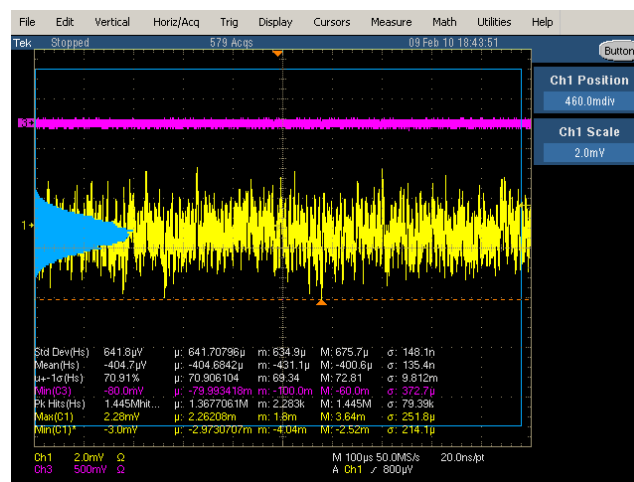 File Edit Vertical Horiz/Acq Trig Display Cursors Measure Math Utilities Help
Tek Stopped 579 Acqs 09 Feb 10 18:43:51
Button
Ch1 Position
460.0mdiv
Ch1 Scale
2.0mV
3
1
Std Dev(Hs) 641.8µV µ: 641.70796µ m: 634.9µ M: 675.7µ σ: 148.1n
Mean(Hs) -404.7µV µ: -404.6842µ m: -431.1µ M: -400.6µ σ: 135.4n
µ+-1σ(Hs) 70.91% µ: 70.906104 m: 69.34 M: 72.81 σ: 9.812m
Min(C3) -80.0mV µ: -79.993418m m: -100.0m M: -60.0m σ: 372.7µ
Pk Hits(Hs) 1.445Mhit... µ: 1.3677061M m: 2.283k M: 1.445M σ: 79.39k
Max(C1) 2.28mV µ: 2.26208m m: 1.8m M: 3.64m σ: 251.8µ
Min(C1)* -3.0mV µ: -2.9730707m m: -4.04m M: -2.52m σ: 214.1µ
Ch1 2.0mV Ω M 100µs 50.0MS/s 20.0ns/pt
Ch3 500mV Ω A Ch1 ∕ 800µV